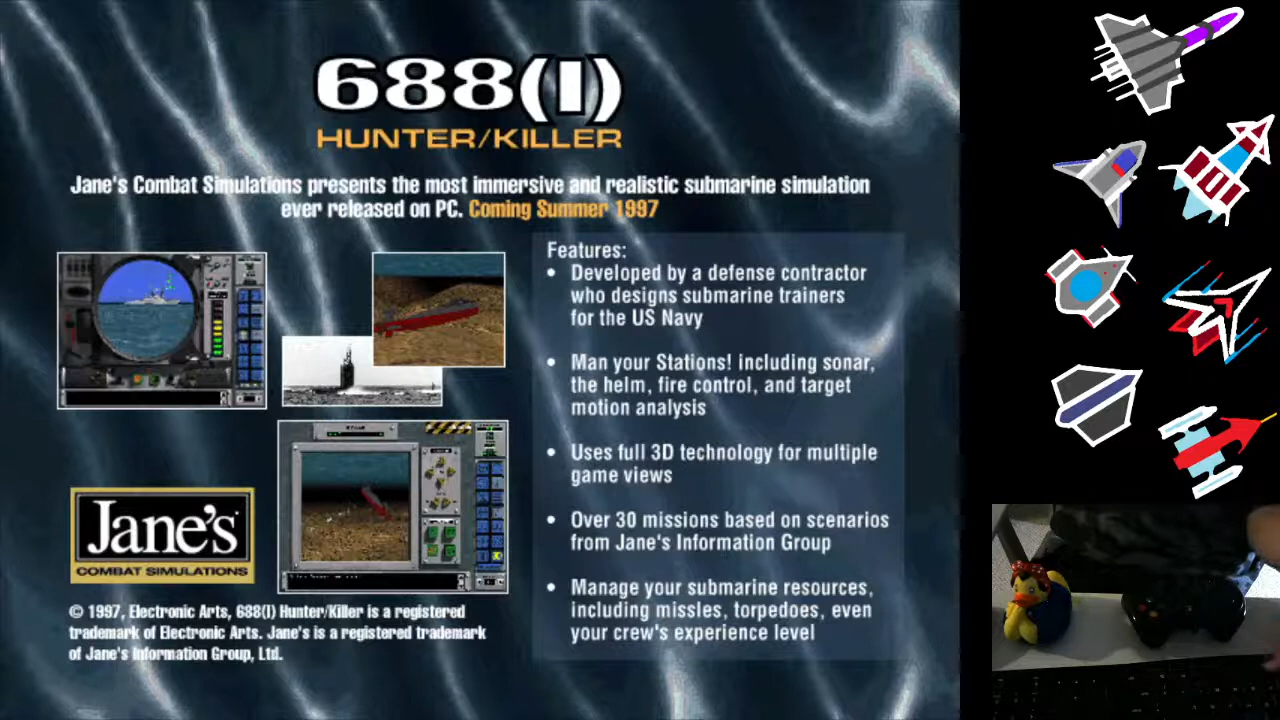 688(I)
HUNTER/KILLER
Jane's Combat Simulations presents the most immersive and realistic submarine simulation
ever released on PC. Coming Summer 1997
Features:
• Developed by a defense contractor
who designs submarine trainers
for the US Navy
• Man your Stations! including sonar,
the helm, fire control, and target
motion analysis
• Uses full 3D technology for multiple
game views
• Over 30 missions based on scenarios
from Jane's Information Group
• Manage your submarine resources,
including missles, torpedoes, even
your crew's experience level
Jane's
COMBAT SIMULATIONS
© 1997, Electronic Arts, 688(I) Hunter/Killer is a registered
trademark of Electronic Arts. Jane's is a registered trademark
of Jane's Information Group, Ltd.